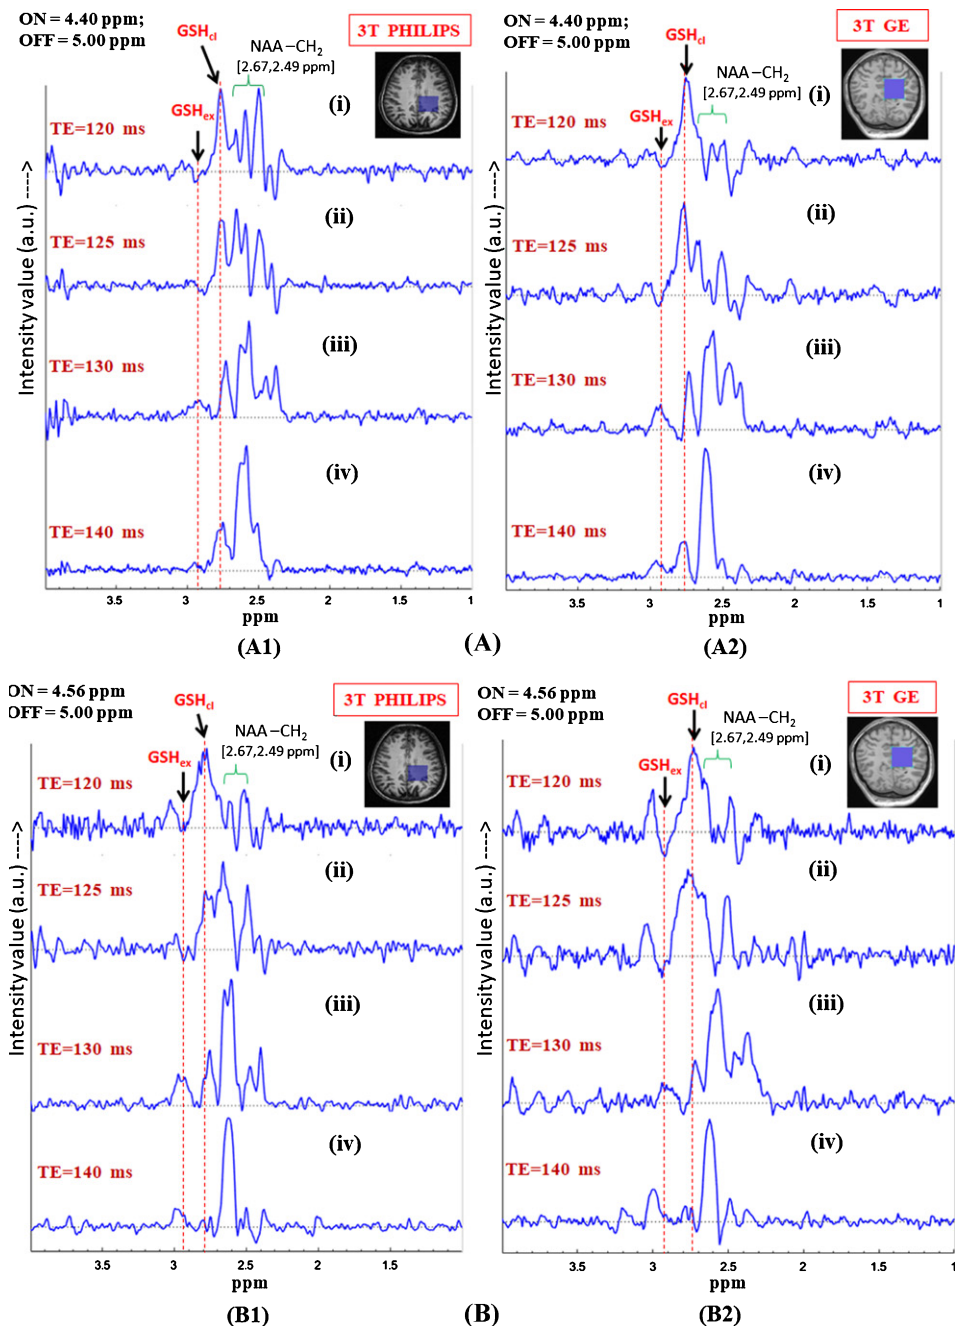 ON = 4.40 ppm;
OFF = 5.00 ppm
GSHcl
3T PHILIPS
NAA–CH2
[2.67,2.49 ppm]
GSHex
(i)
TE=120 ms
(ii)
TE=125 ms
(iii)
TE=130 ms
(iv)
TE=140 ms
Intensity value (a.u.) ---->
3.5 3 2.5 2 1.5 1
ppm
(A1)
ON = 4.40 ppm;
OFF = 5.00 ppm
GSHcl
3T GE
NAA–CH2
[2.67,2.49 ppm]
GSHex
(i)
TE=120 ms
(ii)
TE=125 ms
(iii)
TE=130 ms
(iv)
TE=140 ms
Intensity value (a.u.) ---->
3.5 3 2.5 2 1.5 1
ppm
(A2)
(A)
ON = 4.56 ppm
OFF = 5.00 ppm
GSHcl
3T PHILIPS
NAA–CH2
[2.67,2.49 ppm]
GSHex
(i)
TE=120 ms
(ii)
TE=125 ms
(iii)
TE=130 ms
(iv)
TE=140 ms
Intensity value (a.u.) ---->
3.5 3 2.5 2 1.5
ppm
(B1)
ON = 4.56 ppm
OFF = 5.00 ppm
GSHcl
3T GE
NAA–CH2
[2.67,2.49 ppm]
GSHex
(i)
TE=120 ms
(ii)
TE=125 ms
(iii)
TE=130 ms
(iv)
TE=140 ms
Intensity value (a.u.) ---->
3.5 3 2.5 2 1.5 1
ppm
(B2)
(B)